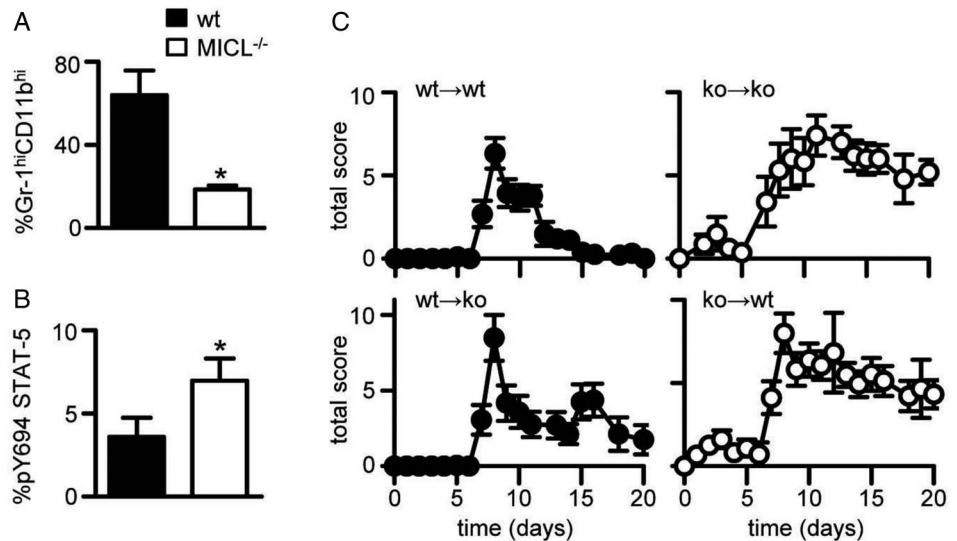 A
wt
MICL-/-
%Gr-1hiCD11bhi
80
40
0
*
B
%pY694 STAT-5
10
5
0
*
C
wt→wt
total score
10
5
0
ko→ko
wt→ko
total score
10
5
0
0 5 10 15 20
time (days)
ko→wt
0 5 10 15 20
time (days)